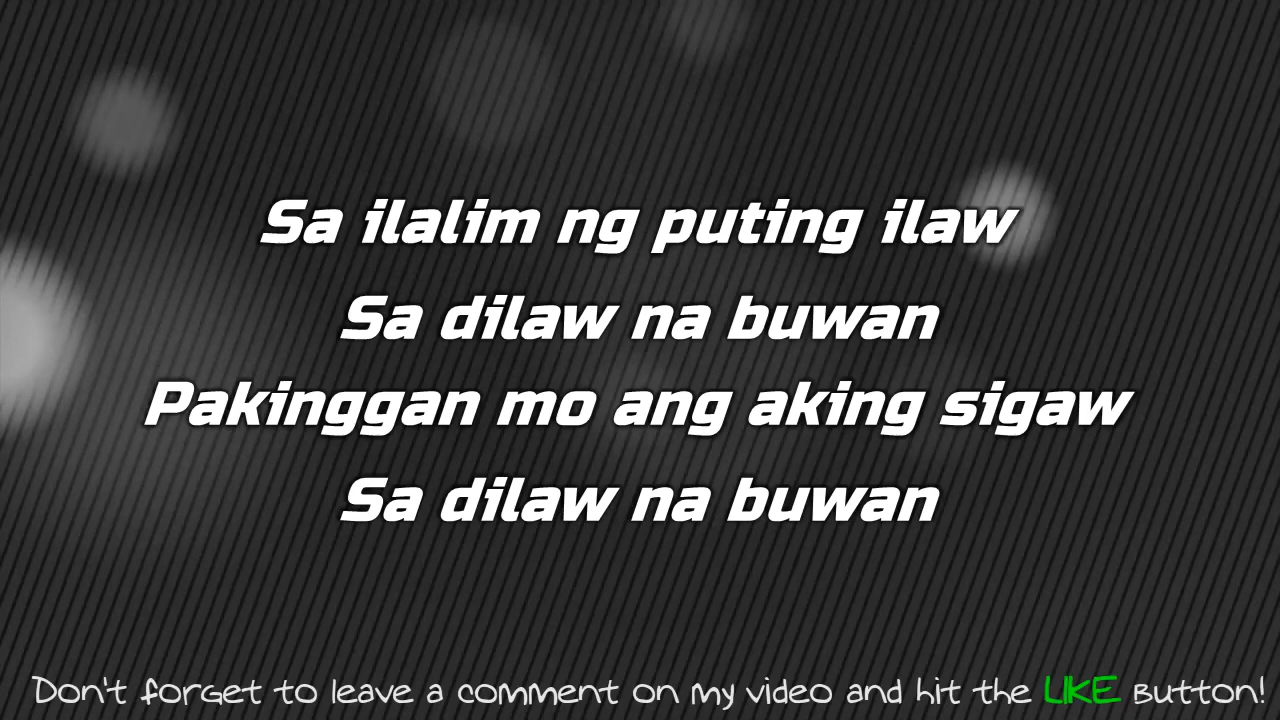 Sa ilalim ng puting ilaw
Sa dilaw na buwan
Pakinggan mo ang aking sigaw
Sa dilaw na buwan
Don't forget to leave a comment on my video and hit the LIKE button!